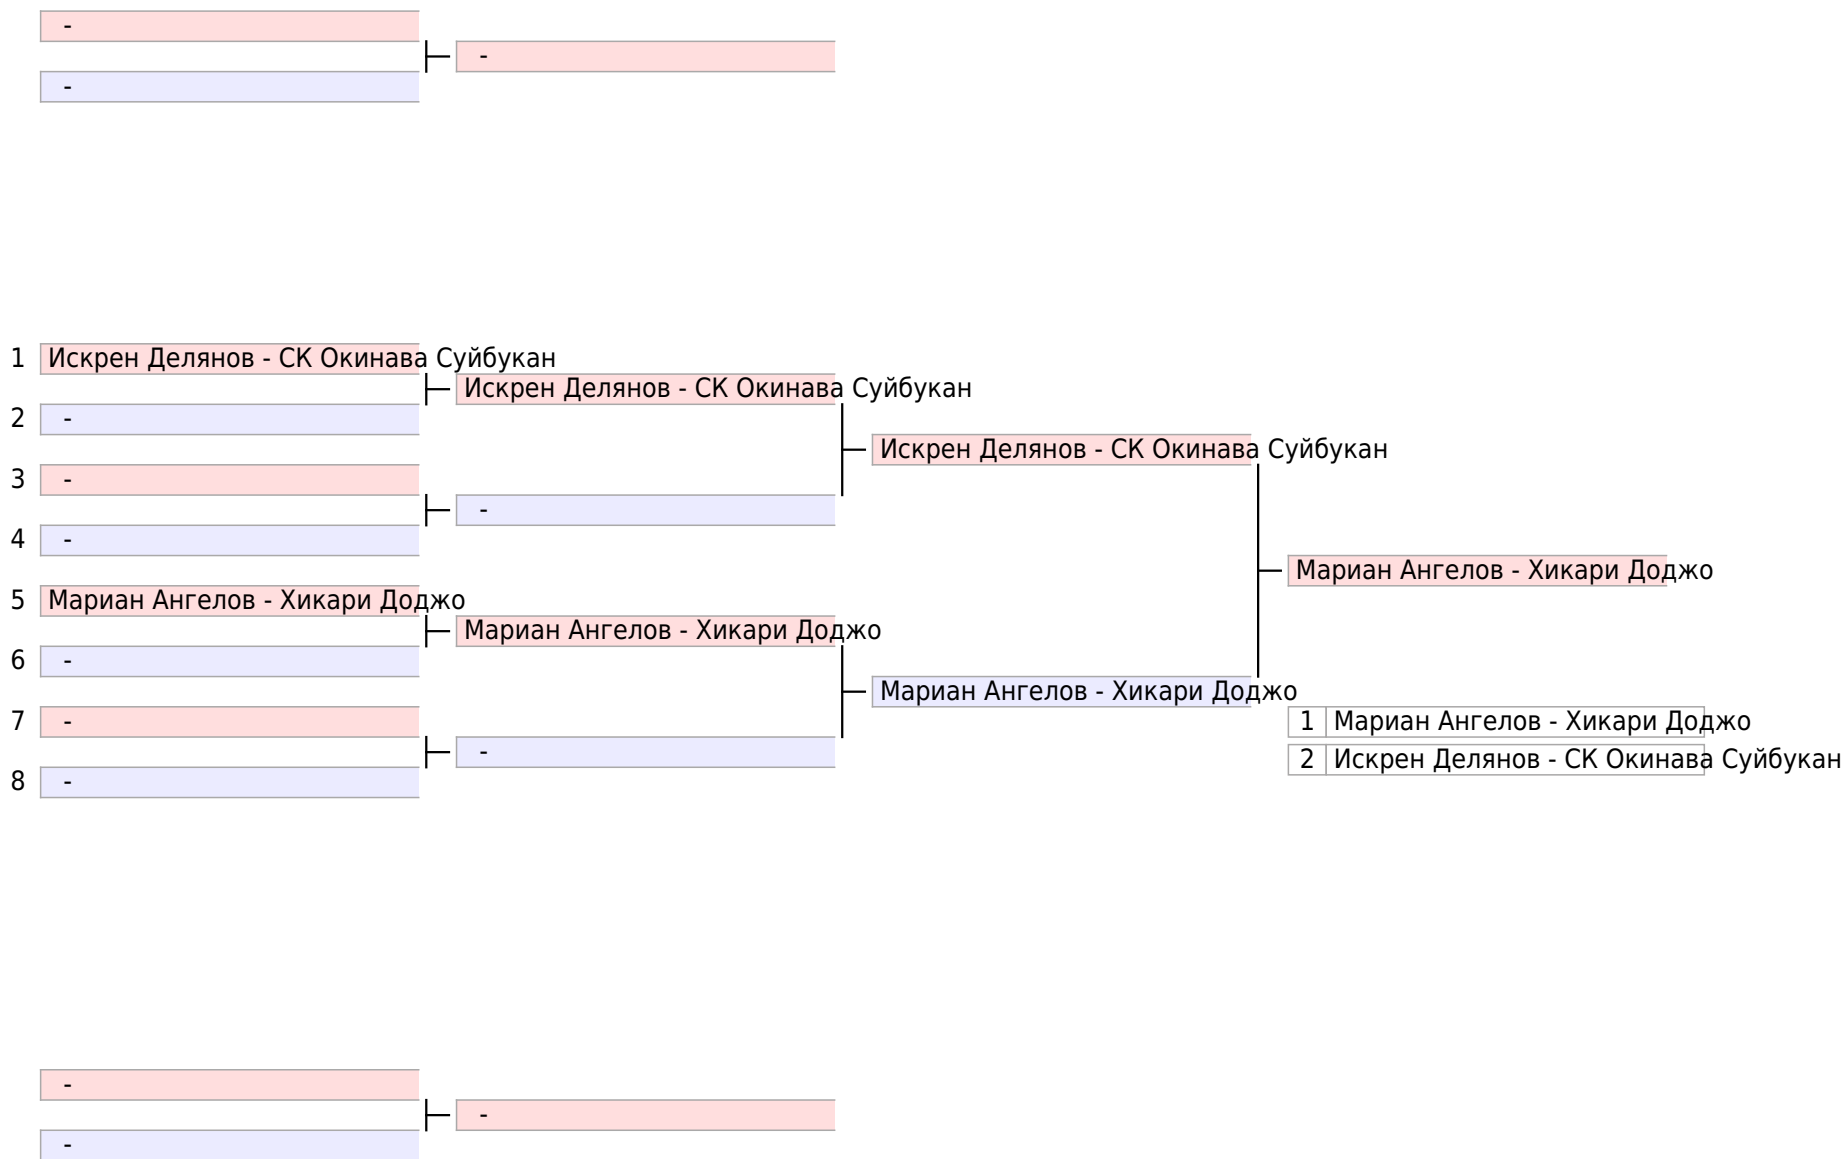 -
-
-
1 Искрен Делянов - СК Окинава Суйбукан
Искрен Делянов - СК Окинава Суйбукан
2 -
Искрен Делянов - СК Окинава Суйбукан
3 -
-
4 -
Мариан Ангелов - Хикари Доджо
5 Мариан Ангелов - Хикари Доджо
Мариан Ангелов - Хикари Доджо
6 -
Мариан Ангелов - Хикари Доджо
7 -
1 Мариан Ангелов - Хикари Доджо
-
2 Искрен Делянов - СК Окинава Суйбукан
8 -
-
-
-